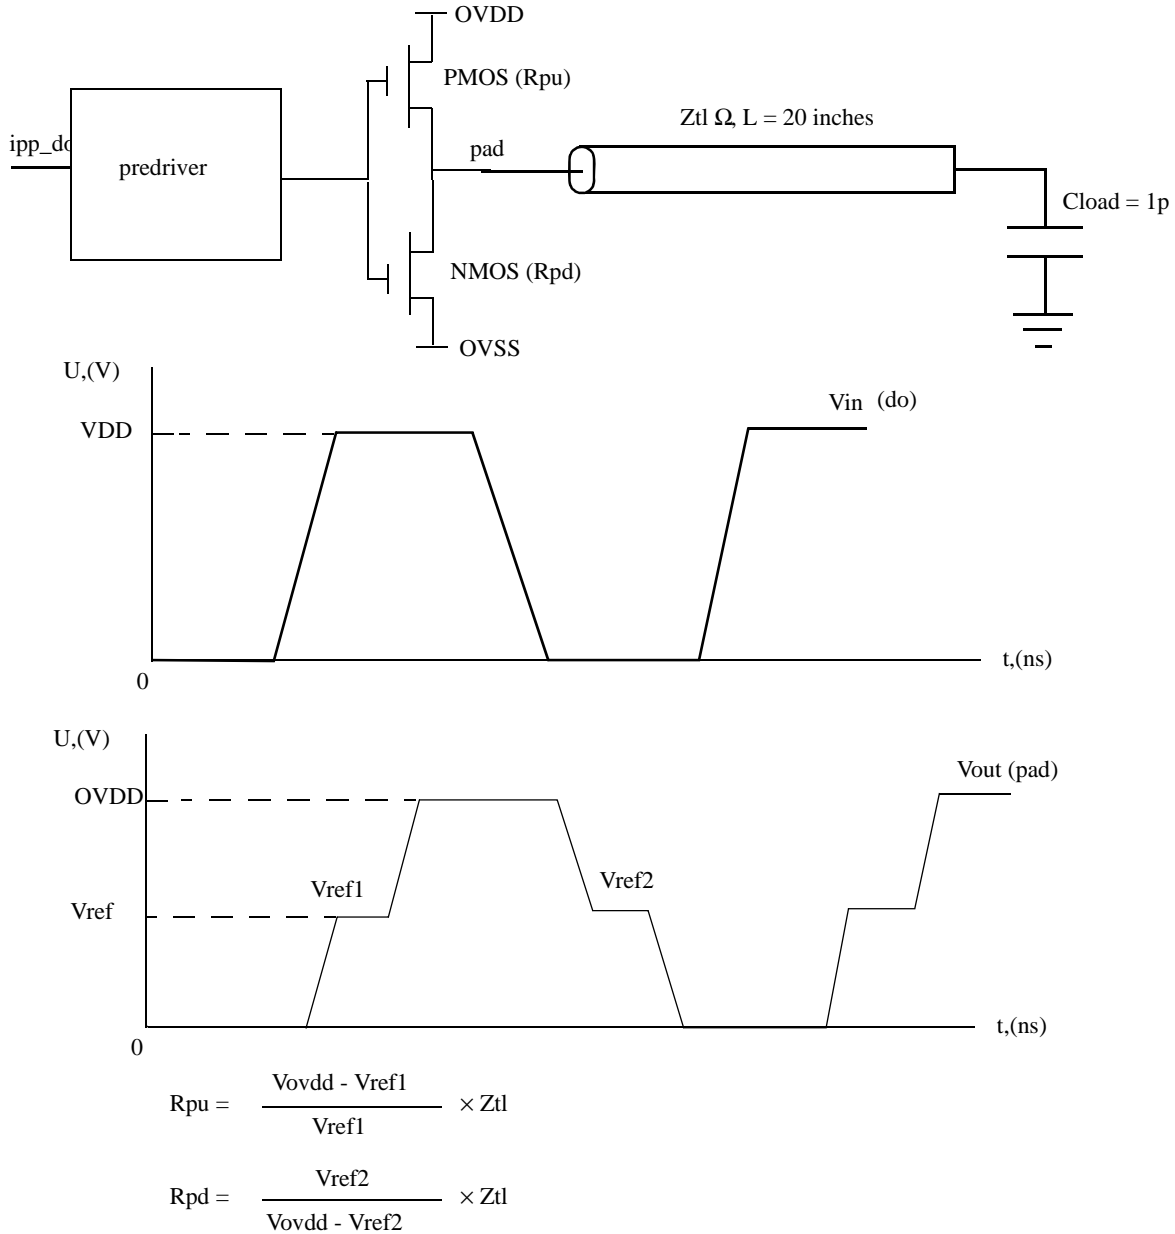 OVDD
PMOS (Rpu)
Ztl Ω, L = 20 inches
ipp_do
predriver
pad
Cload = 1p
NMOS (Rpd)
OVSS
U,(V)
VDD
Vin (do)
t,(ns)
0
U,(V)
Vout (pad)
OVDD
Vref1
Vref2
Vref
t,(ns)
0
Vovdd - Vref1
Rpu = × Ztl
Vref1
Vref2
Rpd = × Ztl
Vovdd - Vref2